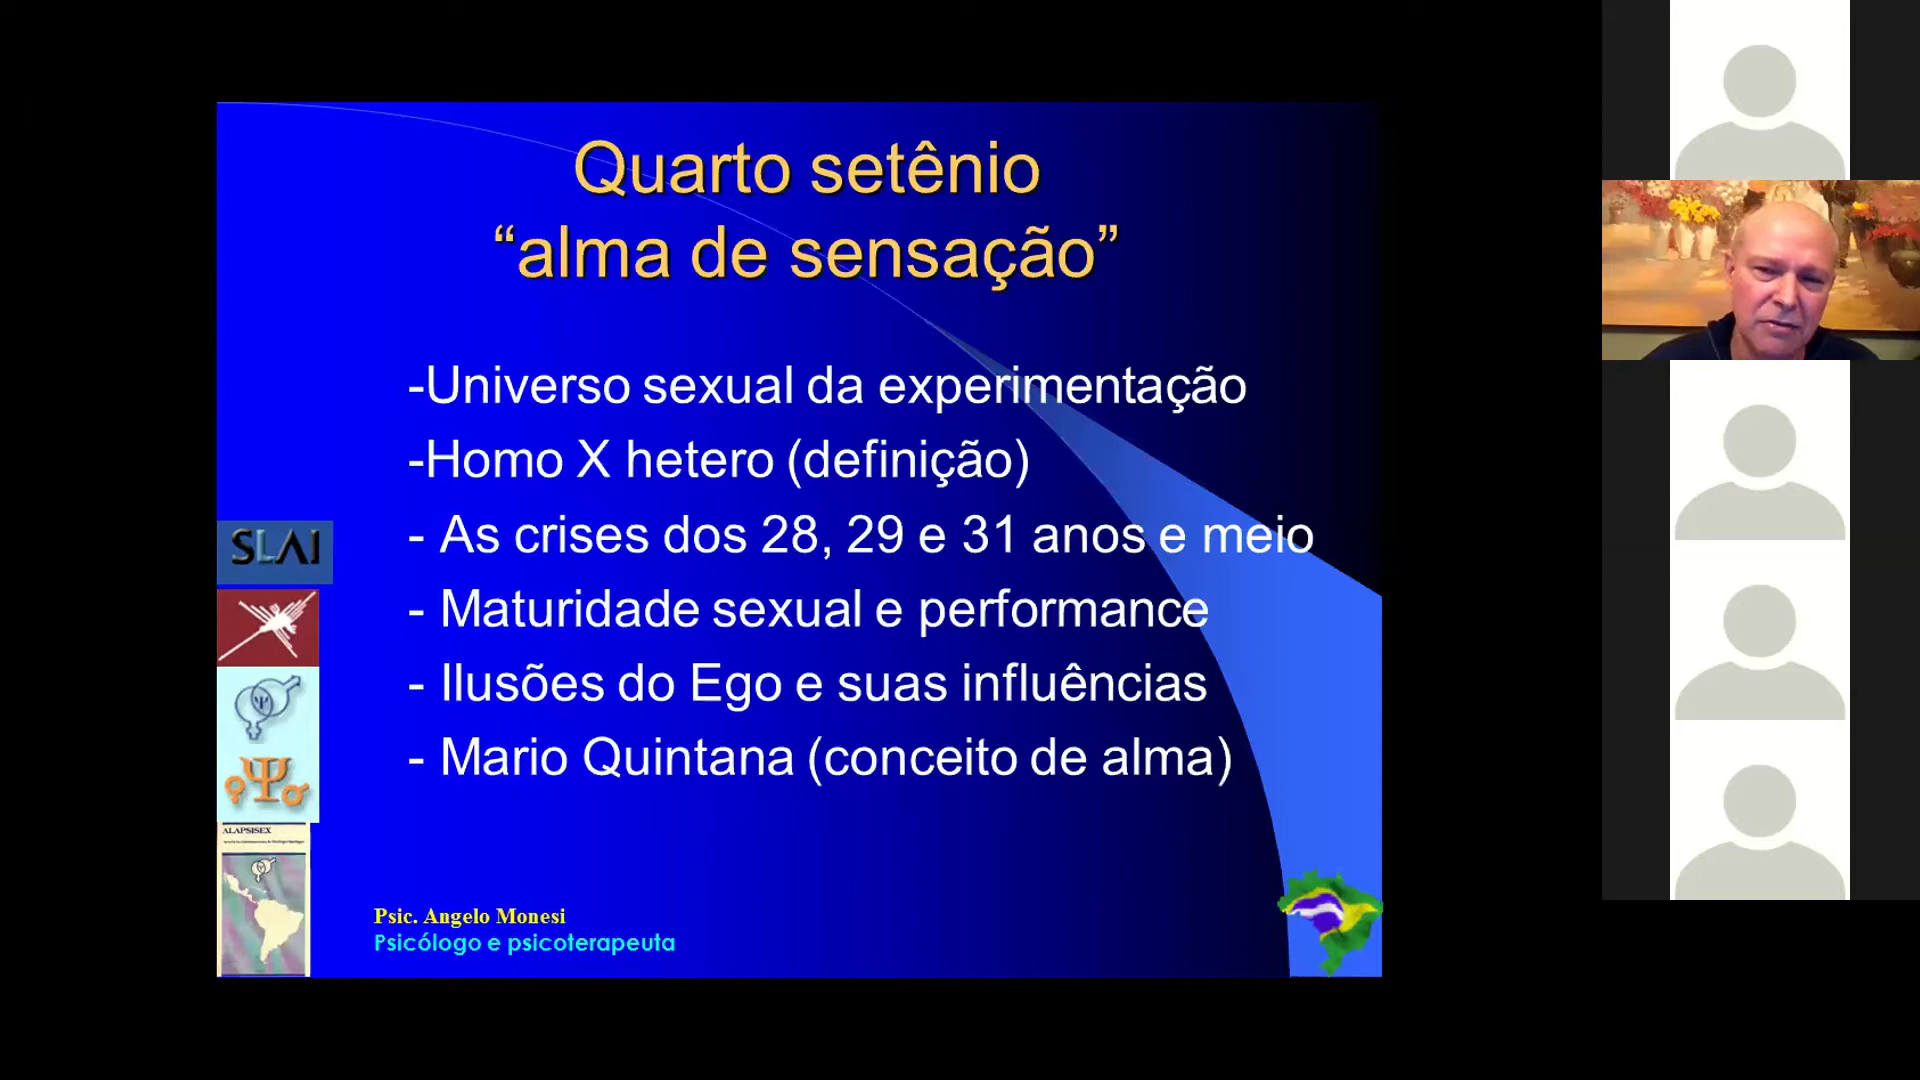 Quarto setênio
“alma de sensação”
-Universo sexual da experimentação
-Homo X hetero (definição)
- As crises dos 28, 29 e 31 anos e meio
- Maturidade sexual e performance
- Ilusões do Ego e suas influências
- Mario Quintana (conceito de alma)
SLAI
ALAPSISEX
Psic. Angelo Monesi
Psicólogo e psicoterapeuta